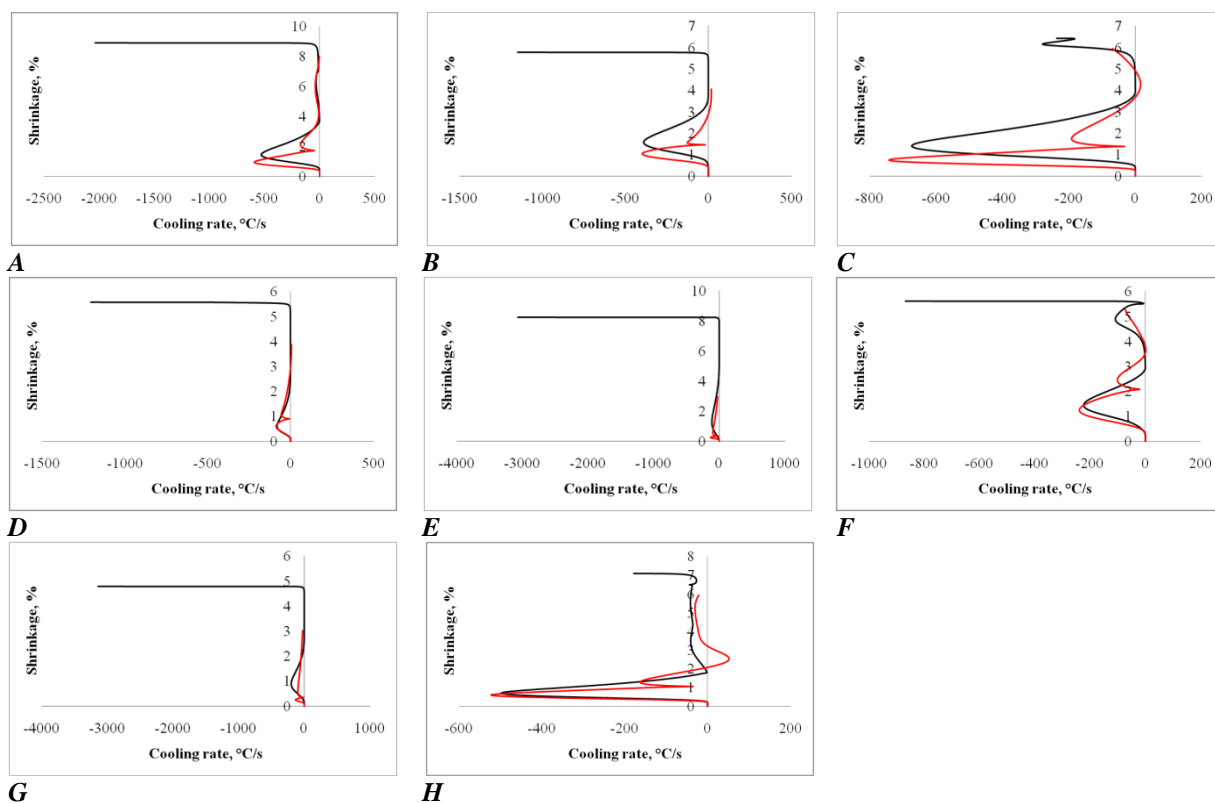 10
8
6
4
2
0
Shrinkage, %
-2500 -2000 -1500 -1000 -500 0 500
Cooling rate, °C/s
A
7
6
5
4
3
2
1
0
Shrinkage, %
-1500 -1000 -500 0 500
Cooling rate, °C/s
B
7
6
5
4
3
2
1
0
Shrinkage, %
-800 -600 -400 -200 0 200
Cooling rate, °C/s
C
6
5
4
3
2
1
0
Shrinkage, %
-1500 -1000 -500 0 500
Cooling rate, °C/s
D
10
8
6
4
2
0
Shrinkage, %
-4000 -3000 -2000 -1000 0 1000
Cooling rate, °C/s
E
6
5
4
3
2
1
0
Shrinkage, %
-1000 -800 -600 -400 -200 0 200
Cooling rate, °C/s
F
6
5
4
3
2
1
0
Shrinkage, %
-4000 -3000 -2000 -1000 0 1000
Cooling rate, °C/s
G
8
7
6
5
4
3
2
1
0
Shrinkage, %
-600 -400 -200 0 200
Cooling rate, °C/s
H